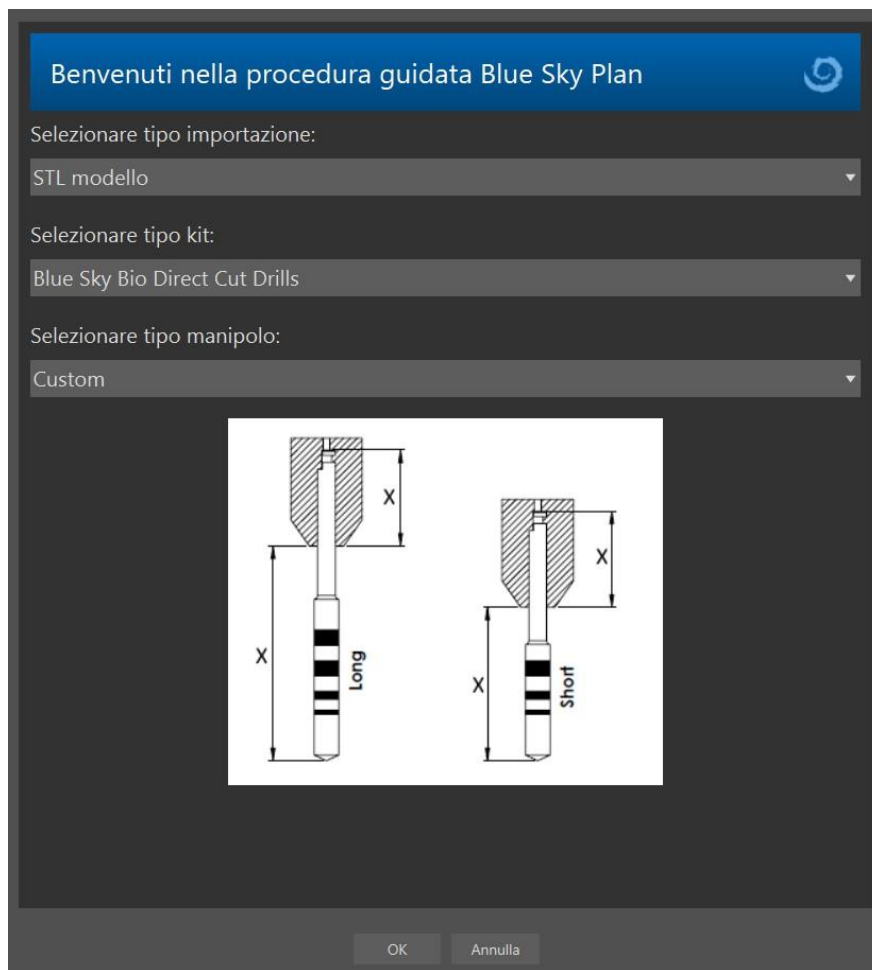 Benvenuti nella procedura guidata Blue Sky Plan
Selezionare tipo importazione:
STL modello
Selezionare tipo kit:
Blue Sky Bio Direct Cut Drills
Selezionare tipo manipolo:
Custom
X
X
X
Long
X
Short
OK Annulla